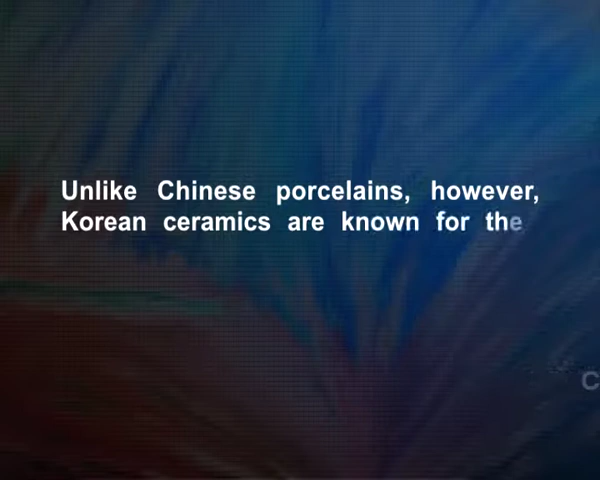 Unlike Chinese porcelains, however,
Korean ceramics are known for the
C